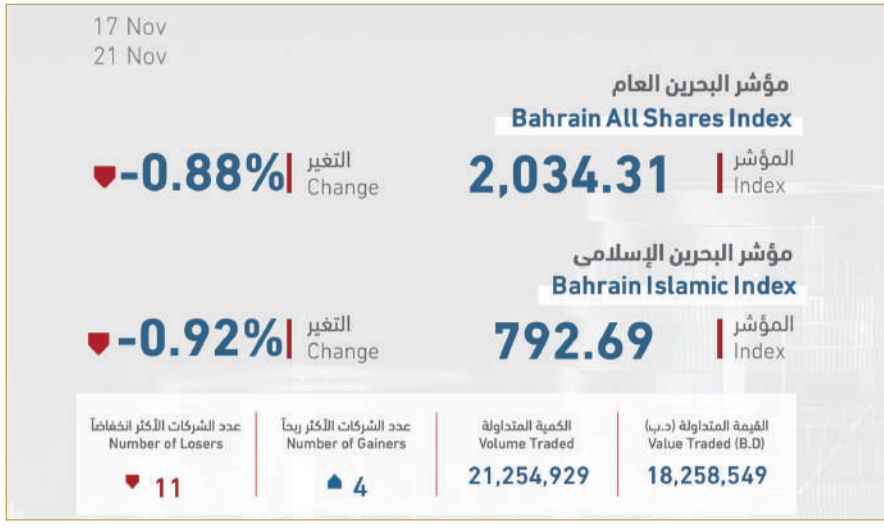 17 Nov
21 Nov
مؤشر البحرين العام
Bahrain All Shares Index
المؤشر
Index
2,034.31
التغير
Change
-0.88%
مؤشر البحرين الإسلامي
Bahrain Islamic Index
المؤشر
Index
792.69
التغير
Change
-0.92%
القيمة المتداولة (د.ب)
Value Traded (B.D)
18,258,549
الكمية المتداولة
Volume Traded
21,254,929
عدد الشركات الأكثر ربحاً
Number of Gainers
4
عدد الشركات الأكثر انخفاضاً
Number of Losers
11